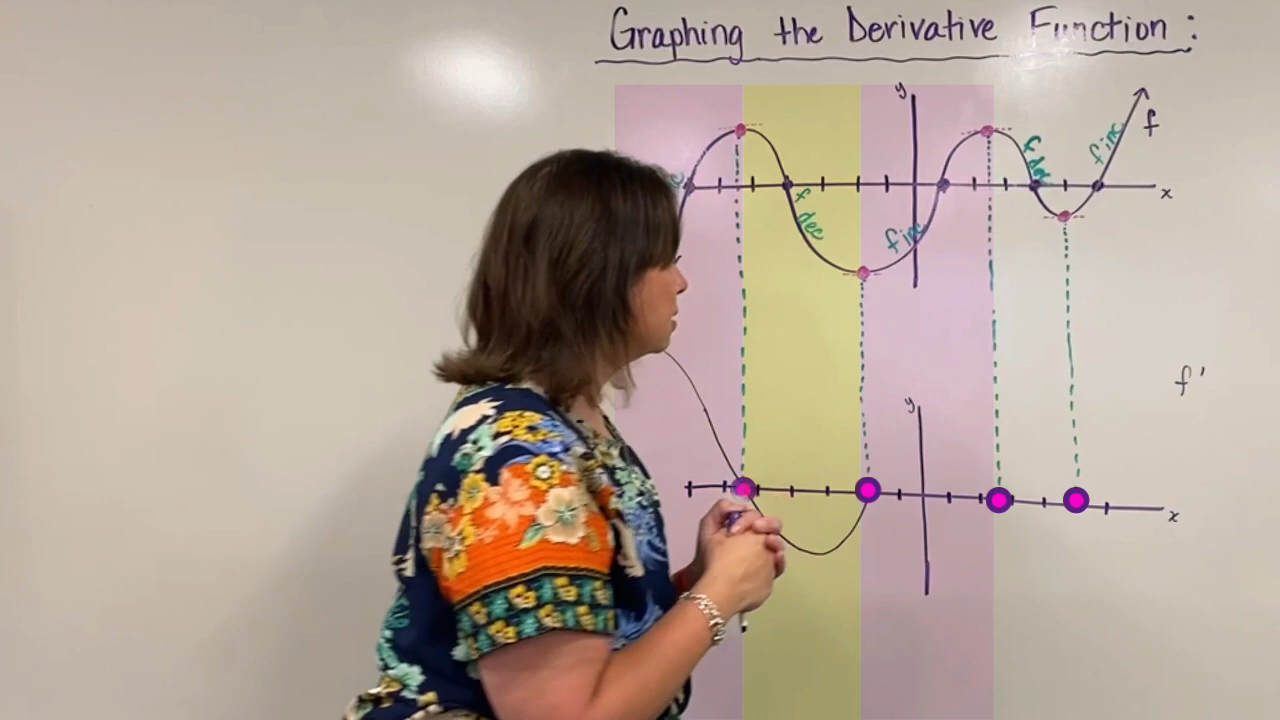 Graphing the Derivative Function :
y
f
f inc
f dec
x
f dec
f inc
f'
y
x